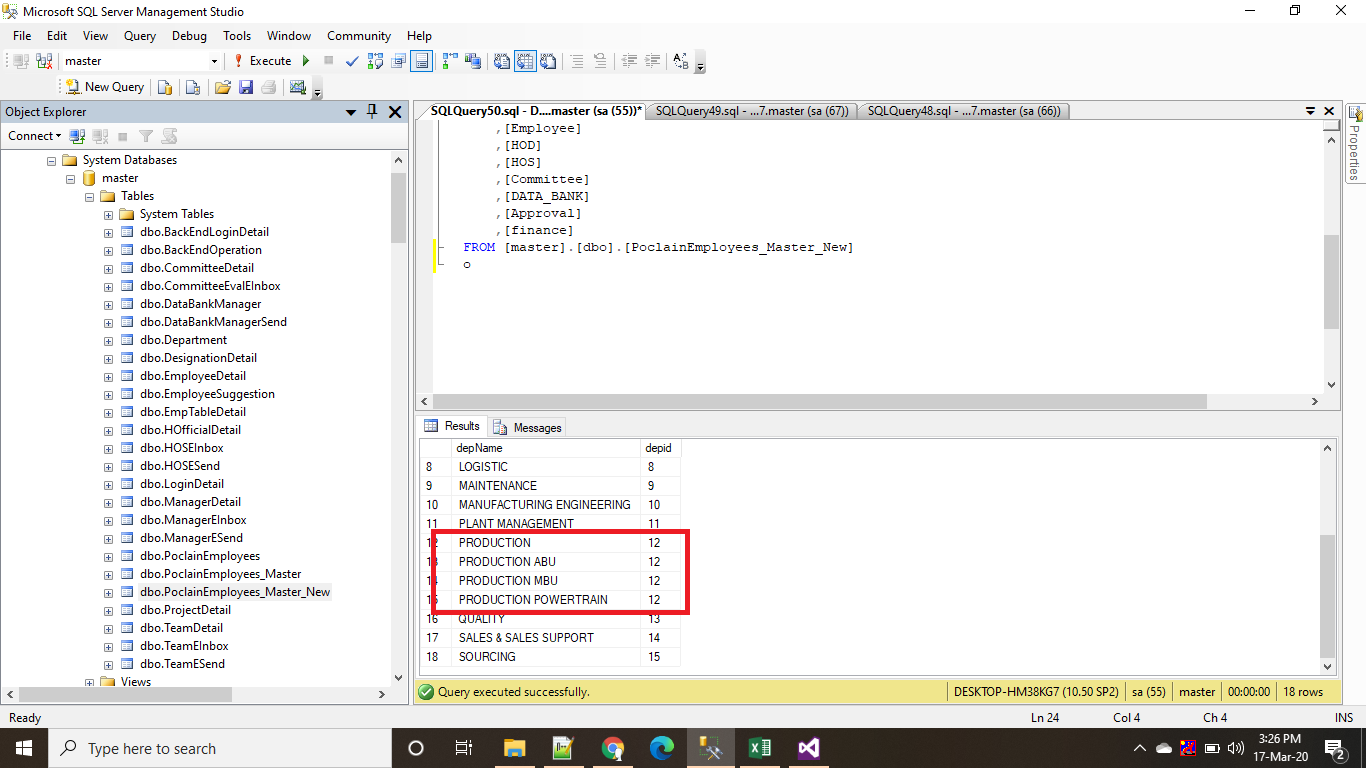 Microsoft SQL Server Management Studio
File Edit View Query Debug Tools Window Community Help
master Execute
New Query
Object Explorer
Connect
System Databases
master
Tables
System Tables
dbo.BackEndLoginDetail
dbo.BackEndOperation
dbo.CommitteeDetail
dbo.CommitteeEvalEInbox
dbo.DataBankManager
dbo.DataBankManagerSend
dbo.Department
dbo.DesignationDetail
dbo.EmployeeDetail
dbo.EmployeeSuggestion
dbo.EmpTableDetail
dbo.HOfficialDetail
dbo.HOSEInbox
dbo.HOSESend
dbo.LoginDetail
dbo.ManagerDetail
dbo.ManagerEInbox
dbo.ManagerESend
dbo.PoclainEmployees
dbo.PoclainEmployees_Master
dbo.PoclainEmployees_Master_New
dbo.ProjectDetail
dbo.TeamDetail
dbo.TeamEInbox
dbo.TeamESend
Views
SQLQuery50.sql - D....master (sa (55))* SQLQuery49.sql - ...7.master (sa (67)) SQLQuery48.sql - ...7.master (sa (66))
,[Employee]
,[HOD]
,[HOS]
,[Committee]
,[DATA_BANK]
,[Approval]
,[finance]
FROM [master].[dbo].[PoclainEmployees_Master_New]
o
Properties
Results Messages
depName depid
8 LOGISTIC 8
9 MAINTENANCE 9
10 MANUFACTURING ENGINEERING 10
11 PLANT MANAGEMENT 11
12 PRODUCTION 12
13 PRODUCTION ABU 12
14 PRODUCTION MBU 12
15 PRODUCTION POWERTRAIN 12
16 QUALITY 13
17 SALES & SALES SUPPORT 14
18 SOURCING 15
Query executed successfully. DESKTOP-HM38KG7 (10.50 SP2) sa (55) master 00:00:00 18 rows
Ready Ln 24 Col 4 Ch 4 INS
Type here to search
3:26 PM
17-Mar-20
2